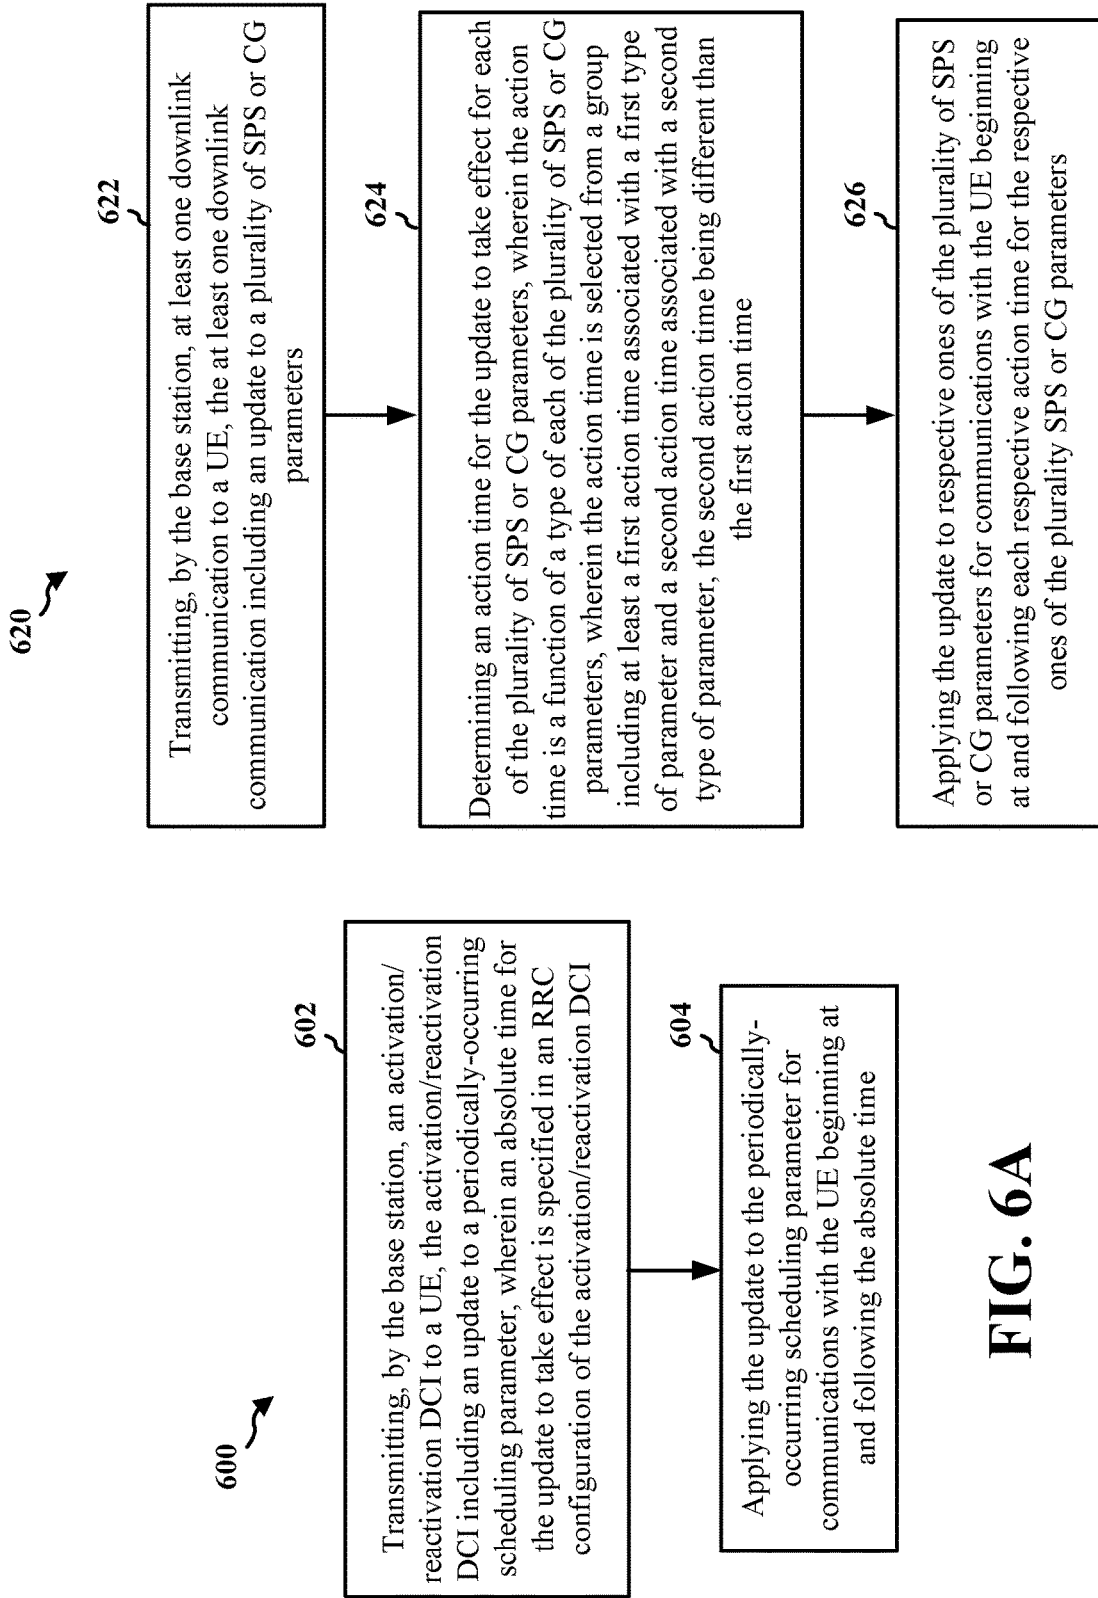 600
602
Transmitting, by the base station, an activation/
reactivation DCI to a UE, the activation/reactivation
DCI including an update to a periodically-occurring
scheduling parameter, wherein an absolute time for
the update to take effect is specified in an RRC
configuration of the activation/reactivation DCI
604
Applying the update to the periodically-
occurring scheduling parameter for
communications with the UE beginning at
and following the absolute time
620
622
Transmitting, by the base station, at least one downlink
communication to a UE, the at least one downlink
communication including an update to a plurality of SPS or CG
parameters
624
Determining an action time for the update to take effect for each
of the plurality of SPS or CG parameters, wherein the action
time is a function of a type of each of the plurality of SPS or CG
parameters, wherein the action time is selected from a group
including at least a first action time associated with a first type
of parameter and a second action time associated with a second
type of parameter, the second action time being different than
the first action time
626
Applying the update to respective ones of the plurality of SPS
or CG parameters for communications with the UE beginning
at and following each respective action time for the respective
ones of the plurality SPS or CG parameters
FIG. 6A